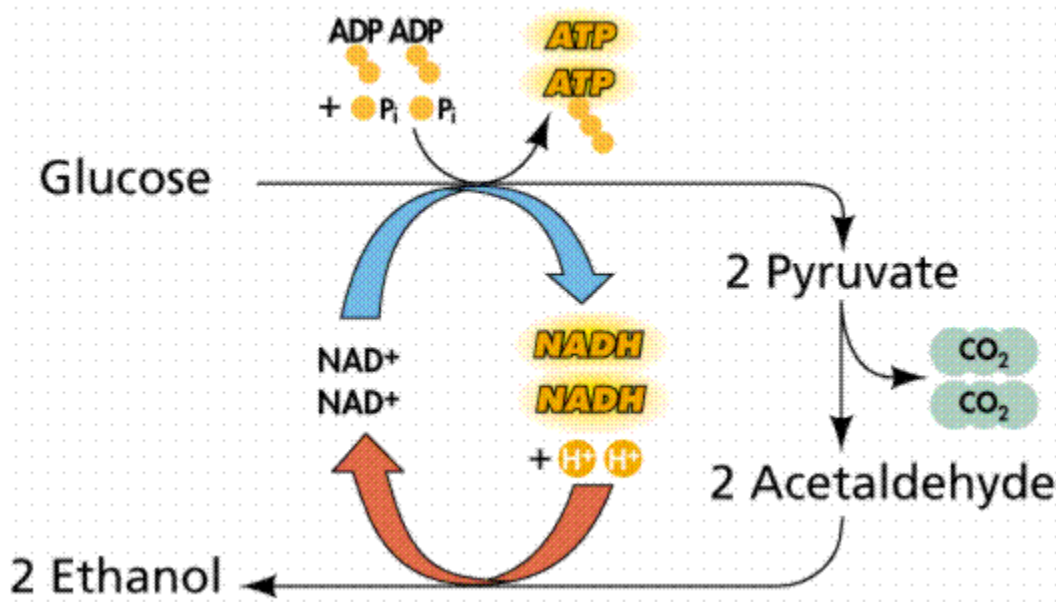 ADP ADP
ATP
ATP
+ Pi Pi
Glucose
2 Pyruvate
NAD+
NAD+
NADH
NADH
+ H+ H+
CO2
CO2
2 Acetaldehyde
2 Ethanol